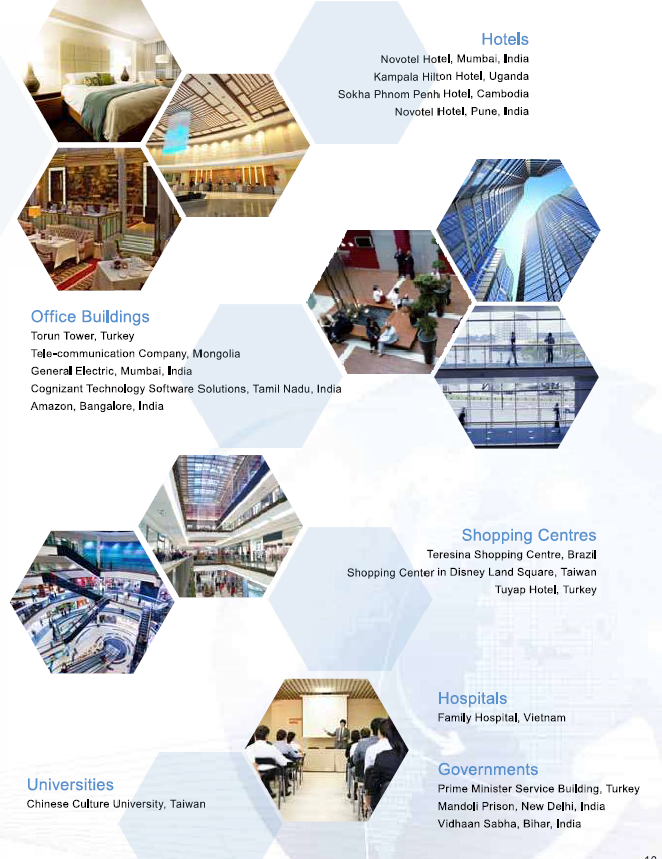 Hotels
Novotel Hotel, Mumbai, India
Kampala Hilton Hotel, Uganda
Sokha Phnom Penh Hotel, Cambodia
Novotel Hotel, Pune, India
Office Buildings
Torun Tower, Turkey
Tele-communication Company, Mongolia
General Electric, Mumbai, India
Cognizant Technology Software Solutions, Tamil Nadu, India
Amazon, Bangalore, India
Shopping Centres
Teresina Shopping Centre, Brazil
Shopping Center in Disney Land Square, Taiwan
Tuyap Hotel, Turkey
Hospitals
Family Hospital, Vietnam
Universities
Chinese Culture University, Taiwan
Governments
Prime Minister Service Building, Turkey
Mandoli Prison, New Delhi, India
Vidhaan Sabha, Bihar, India